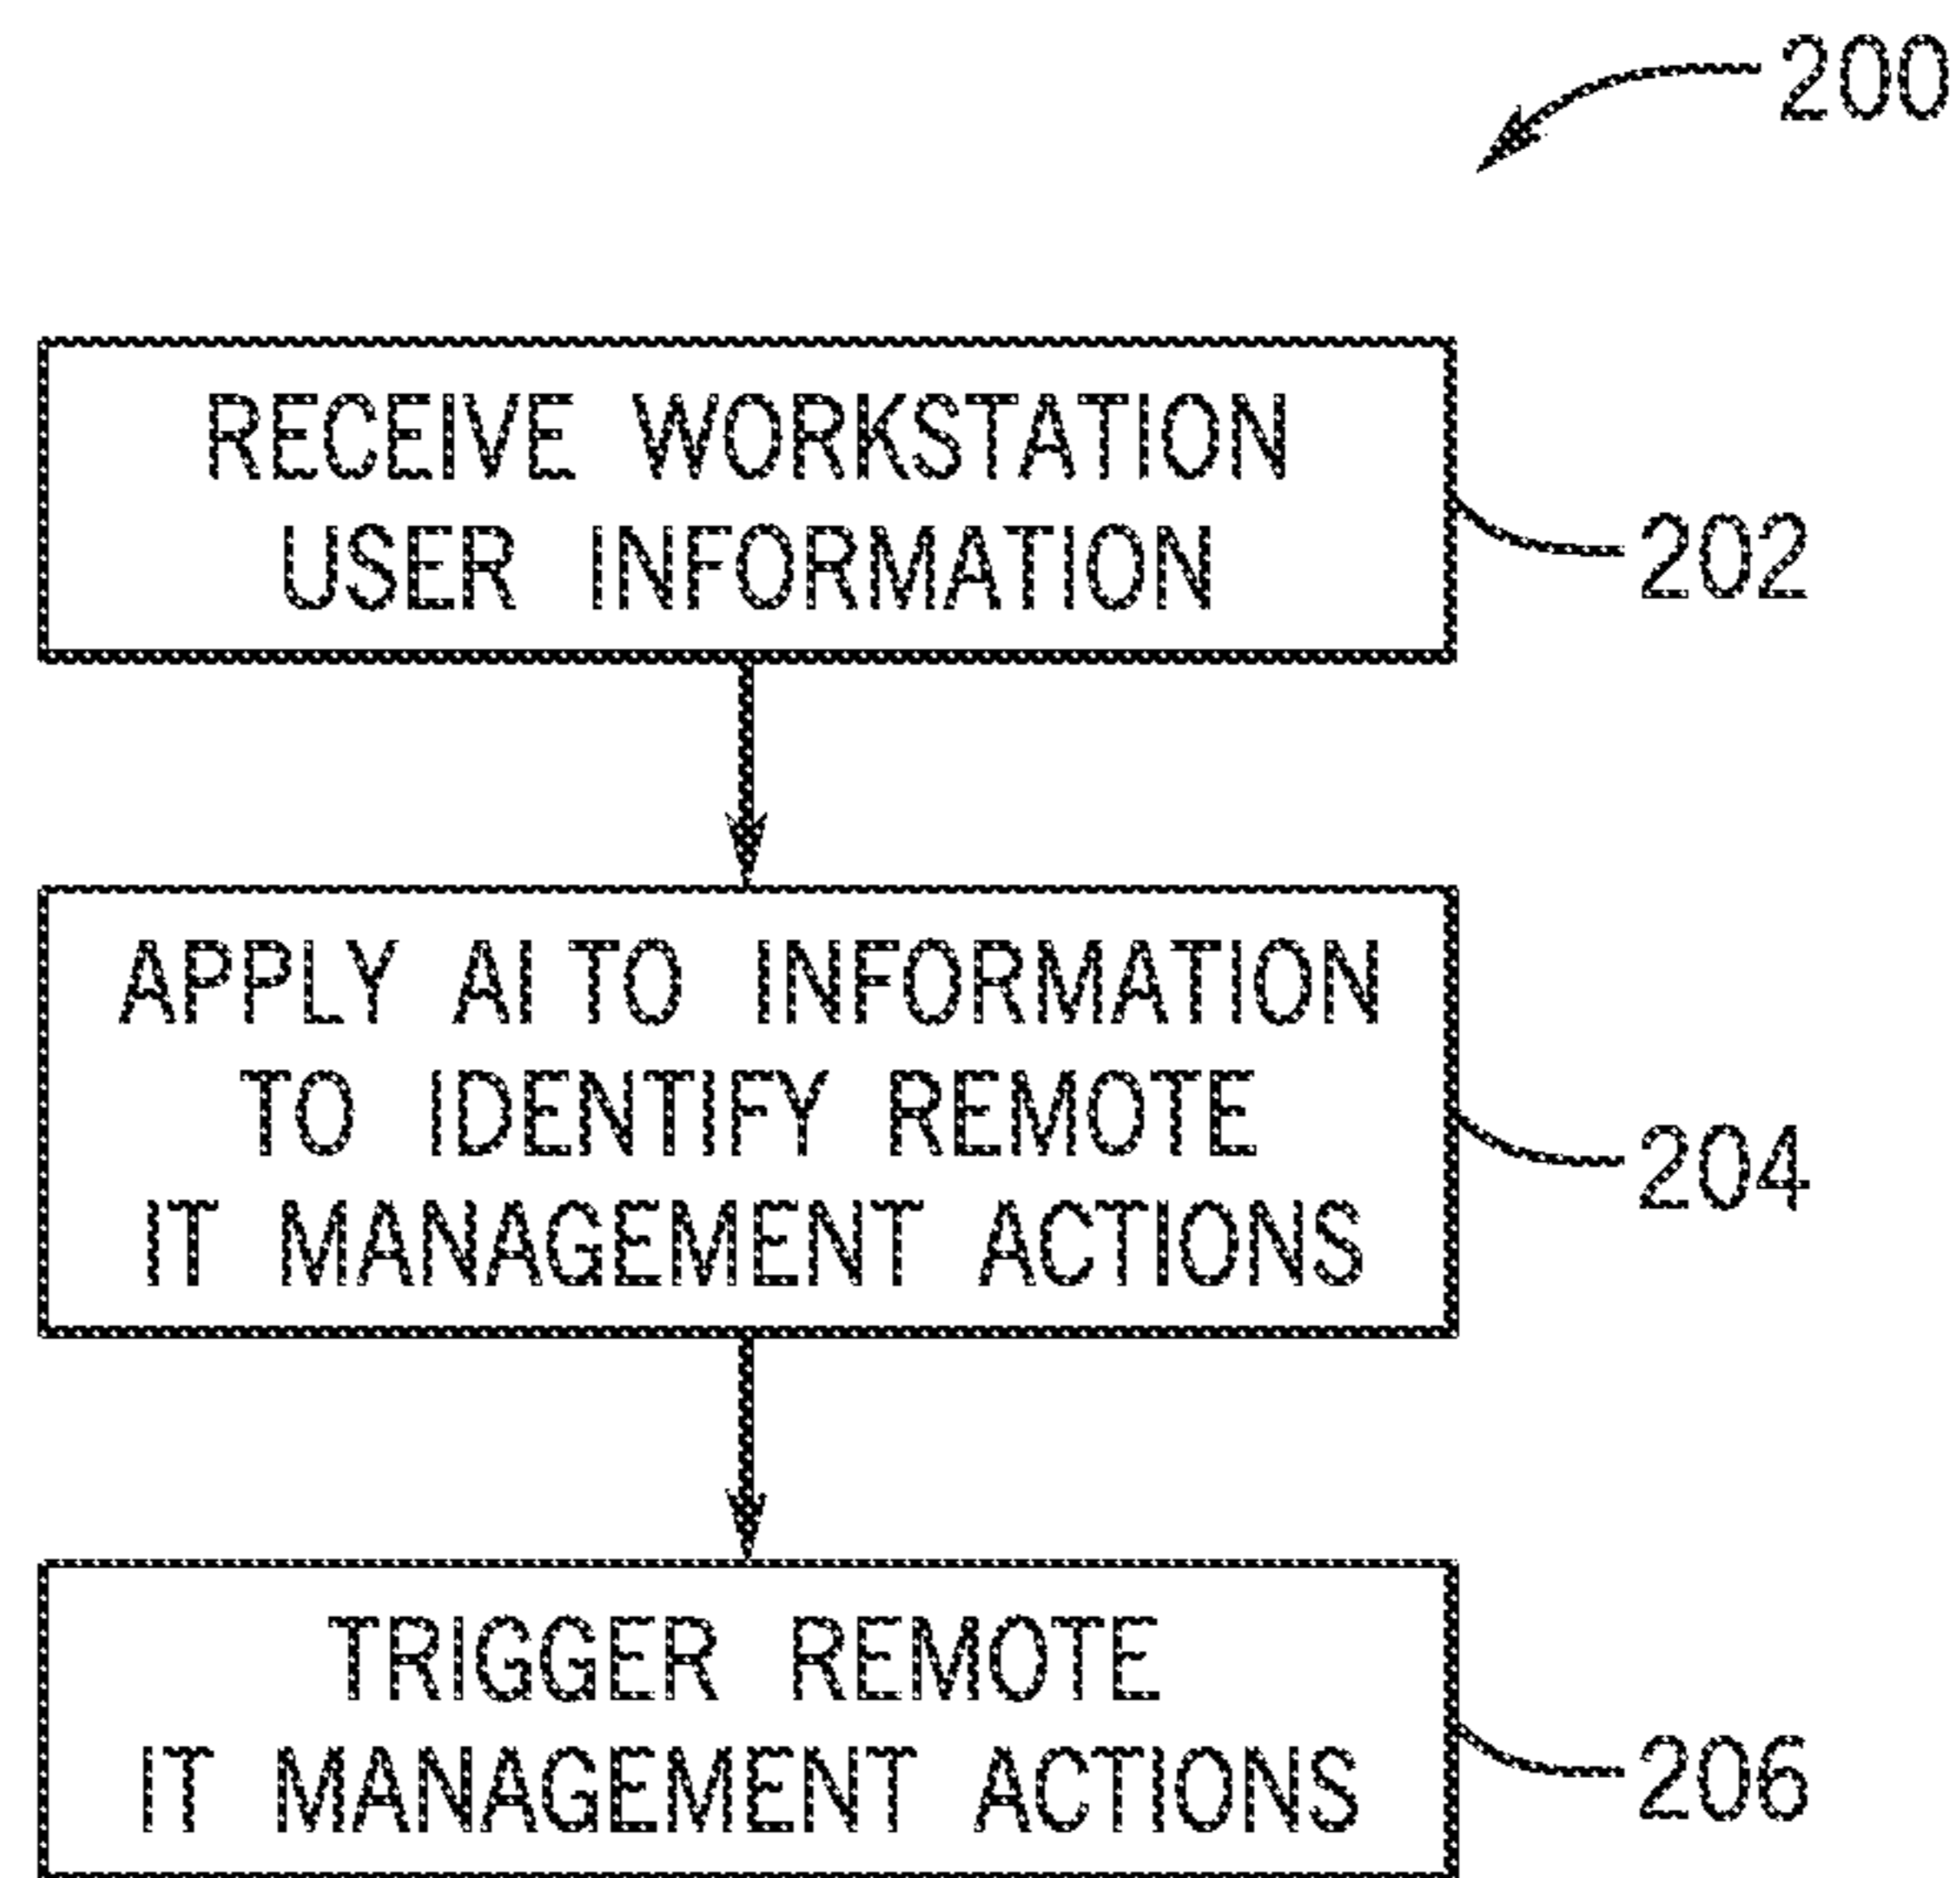 200
RECEIVE WORKSTATION
USER INFORMATION
202
APPLY AI TO INFORMATION
TO IDENTIFY REMOTE
IT MANAGEMENT ACTIONS
204
TRIGGER REMOTE
IT MANAGEMENT ACTIONS
206